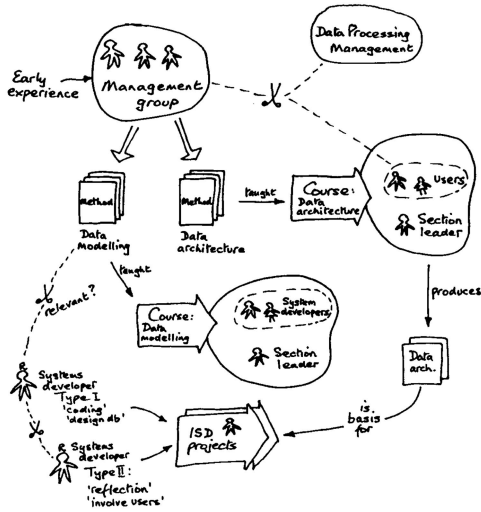 Data Processing
Management
Early
experience
Management
group
Method
Data
modelling
Method
Data
architecture
taught
Course:
Data
architecture
Users
Section
leader
taught
relevant?
Course:
Data
modelling
System
developers
Section
leader
produces
Data
arch.
Systems
developer
Type I
'coding'
'design db'
ISD
projects
is
basis
for
Systems
developer
Type II:
'reflection'
'involve users'